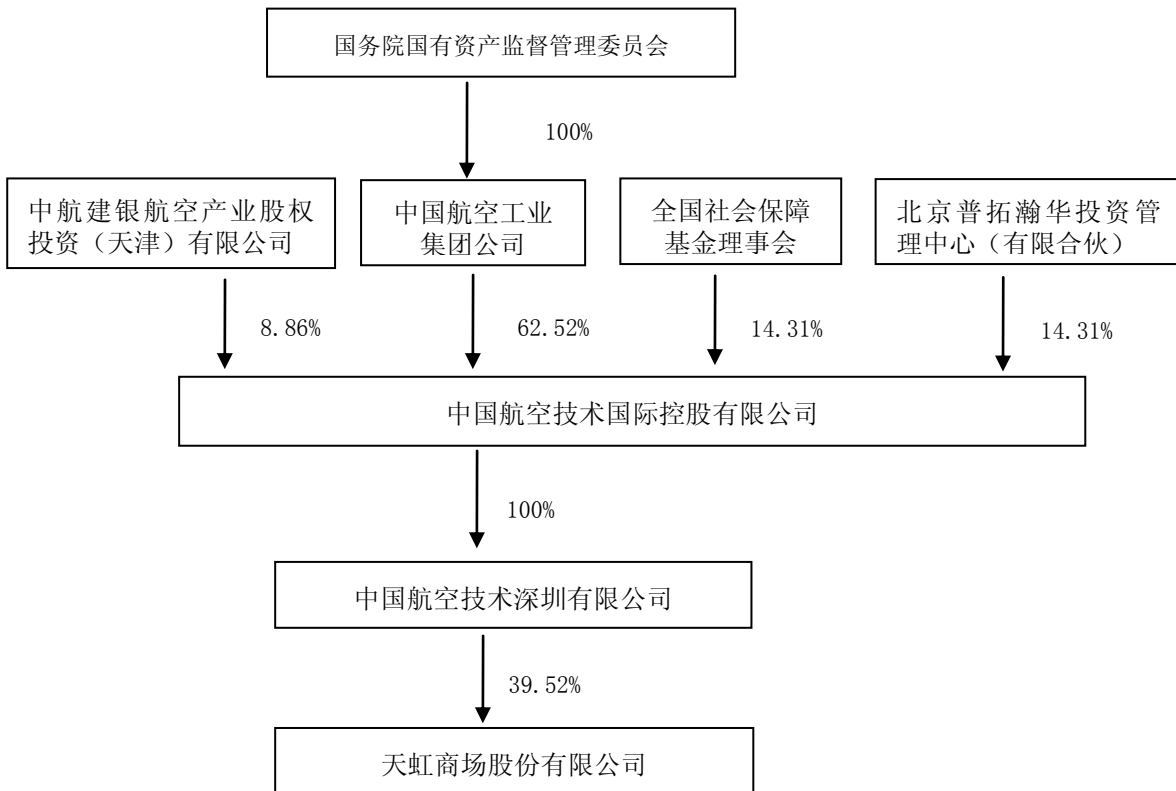 国务院国有资产监督管理委员会
100%
中航建银航空产业股权
投资（天津）有限公司
中国航空工业
集团公司
全国社会保障
基金理事会
北京普拓瀚华投资管
理中心（有限合伙）
8.86%
62.52%
14.31%
14.31%
中国航空技术国际控股有限公司
100%
中国航空技术深圳有限公司
39.52%
天虹商场股份有限公司